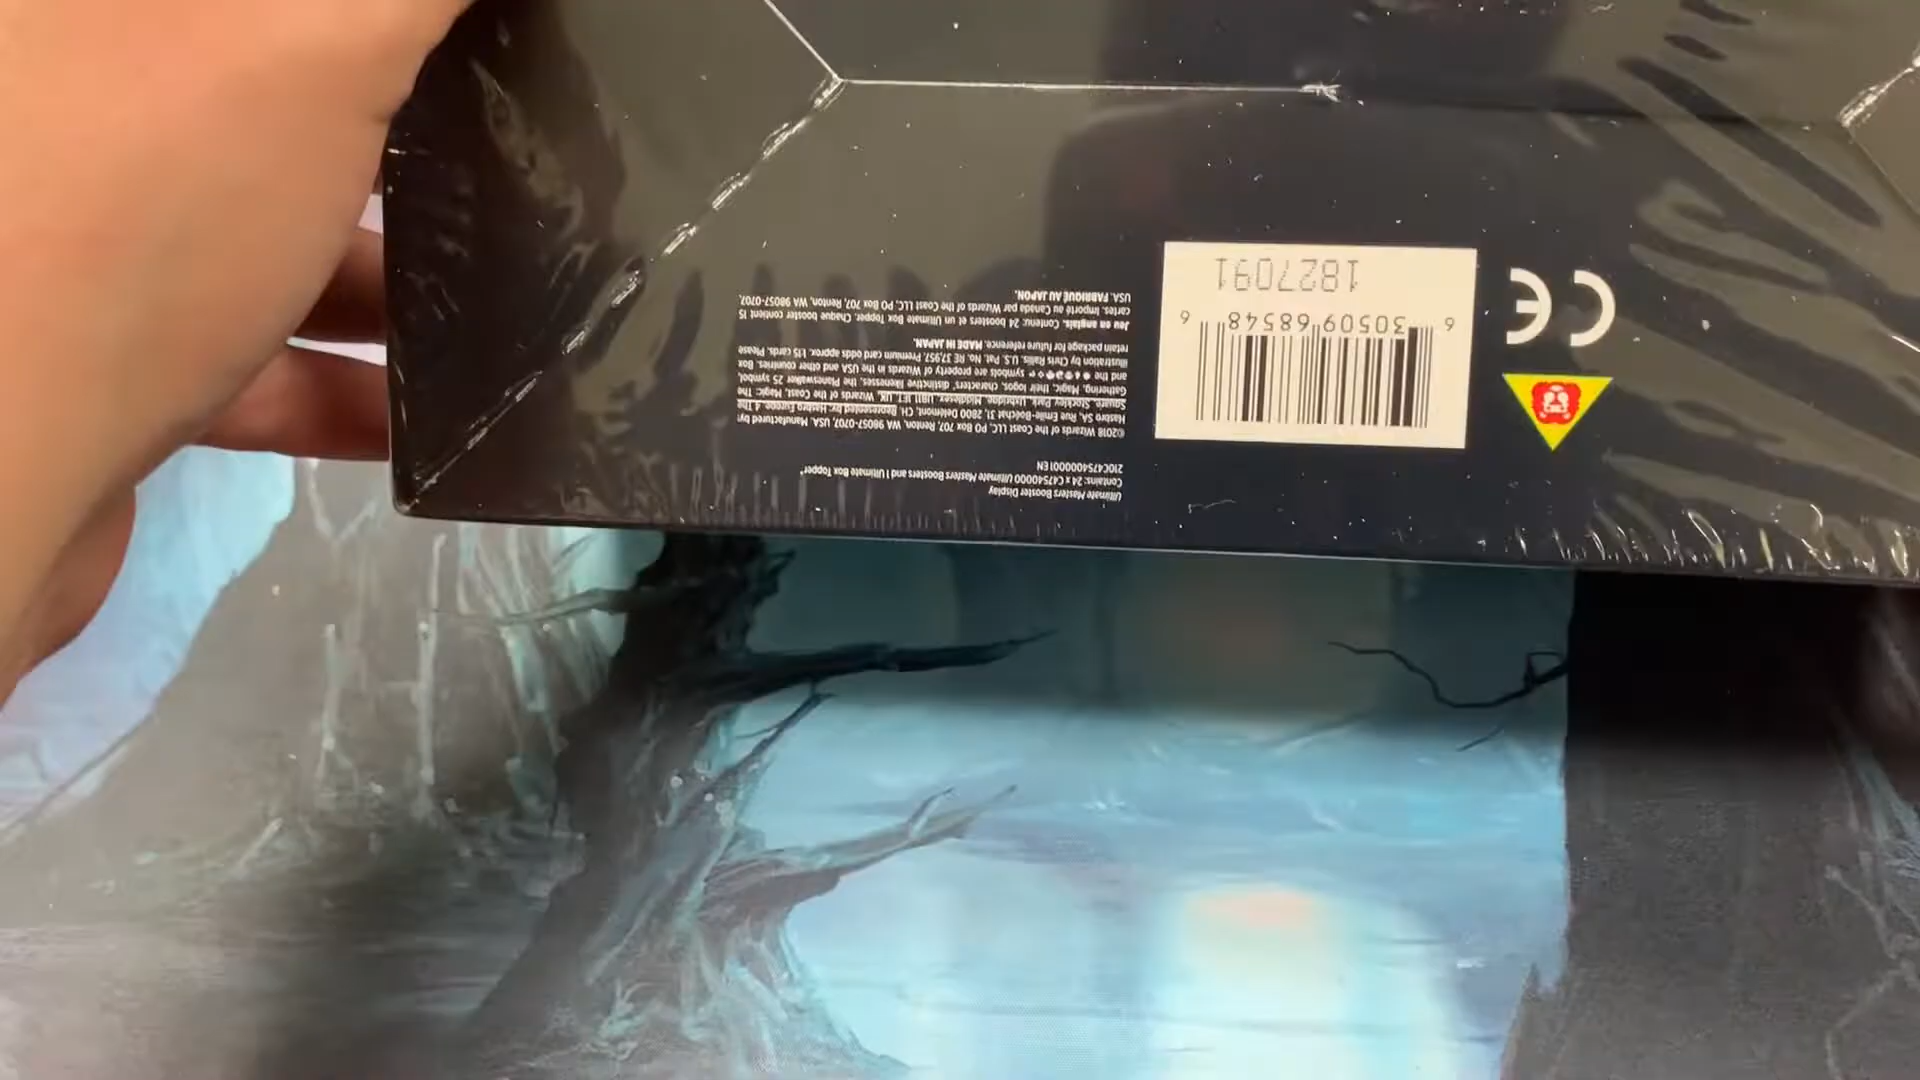 Ultimate Masters Booster Display
Contains: 24 x C47540000 Ultimate Masters Boosters and 1 Ultimate Box Topper*
210C47540000001EN
©2018 Wizards of the Coast LLC, PO Box 707, Renton, WA 98057-0707, USA. Manufactured by:
Hasbro SA, Rue Emile-Boéchat 31, 2800 Delémont, CH. Represented by: Hasbro Europe, 4 The
Square, Stockley Park, Uxbridge, Middlesex, UB11 1ET, UK. Wizards of the Coast, Magic: The
Gathering, Magic, their logos, characters' distinctive likenesses, the Planeswalker 25 symbol,
and the symbols are property of Wizards in the USA and other countries. Box
illustration by Chris Rallis. U.S. Pat. No. RE 37,957. Premium card odds approx. 1:15 cards. Please
retain package for future reference. MADE IN JAPAN.
Jeu en anglais. Contenu: 24 boosters et un Ultimate Box Topper. Chaque booster contient 15
cartes. Importé au Canada par Wizards of the Coast LLC, PO Box 707, Renton, WA 98057-0707,
USA. FABRIQUÉ AU JAPON.
6 30509 68548 6
1827091
CE